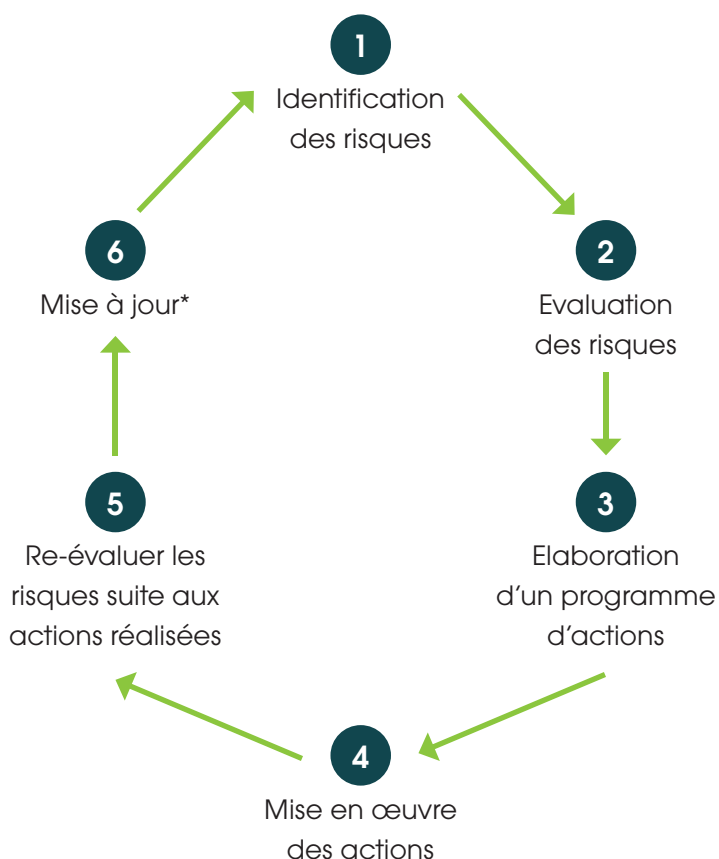 1
Identification
des risques
2
Evaluation
des risques
3
Elaboration
d'un programme
d'actions
4
Mise en œuvre
des actions
5
Re-évaluer les
risques suite aux
actions réalisées
6
Mise à jour*